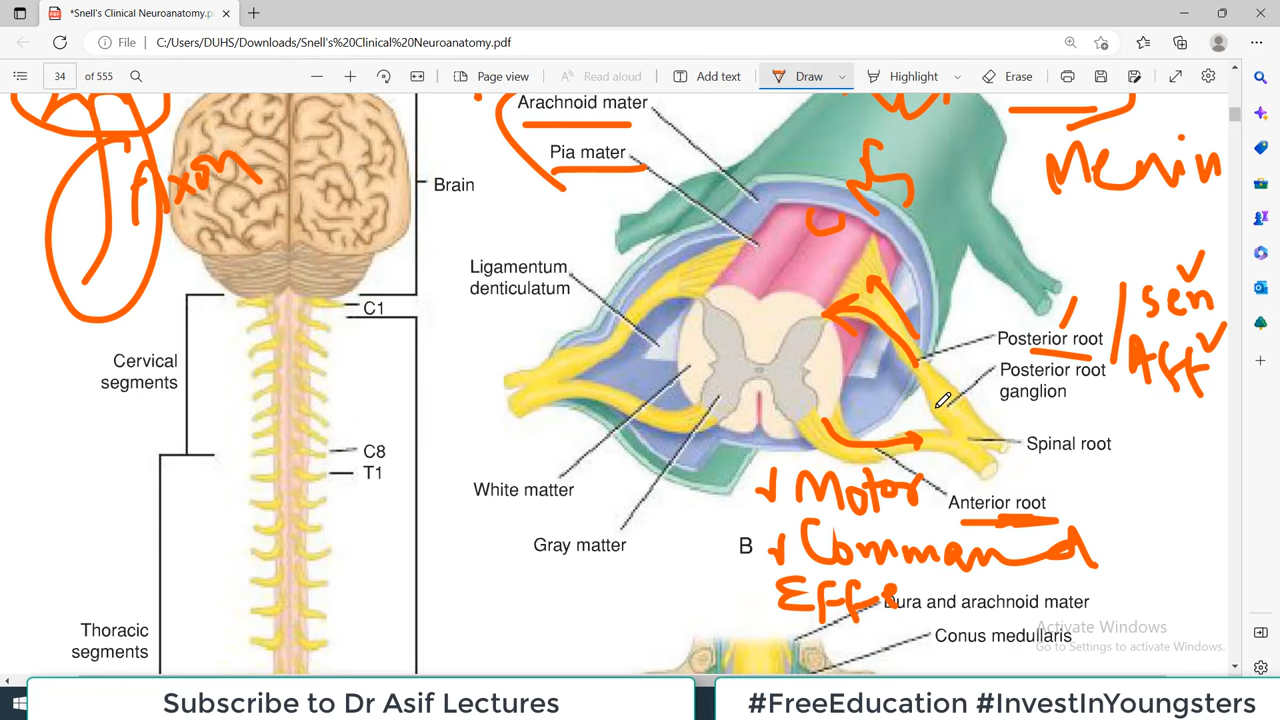 *Snell's Clinical Neuroanatomy.p
File
C:/Users/DUHS/Downloads/Snell's%20Clinical%20Neuroanatomy.pdf
34 of 555
Page view
Read aloud
Add text
Draw
Highlight
Erase
Arachnoid mater
Pia mater
Menin
Axon
Brain
Ligamentum
denticulatum
C1
Sen
Aff
Posterior root
Posterior root
ganglion
Cervical
segments
Spinal root
C8
T1
White matter
Anterior root
Motor
Gray matter
B
Command
Effe
Dura and arachnoid mater
Conus medullaris
Thoracic
segments
Activate Windows
Go to Settings to activate Windows.
Subscribe to Dr Asif Lectures
#FreeEducation #InvestInYoungsters